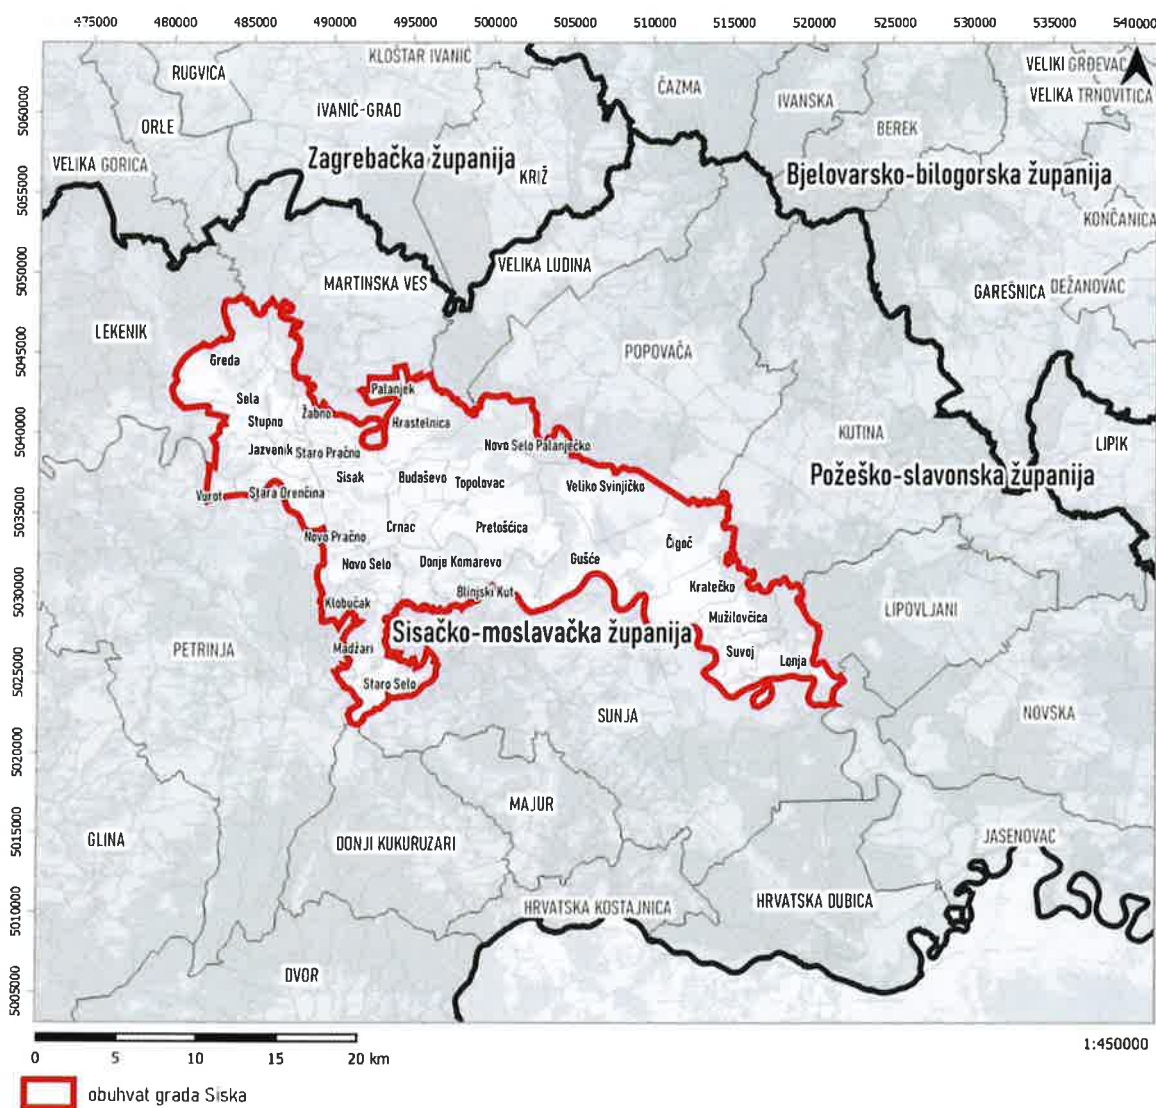 475000 480000 485000 490000 495000 500000 505000 510000 515000 520000 525000 530000 535000 540000
KLOŠTAR IVANIĆ
VELIKI GRĐEVAC
RUGVICA
ČAZMA
VELIKA TRNOVITICA
IVANSKA
IVANIĆ-GRAD
5060000
ORLE
BEREK
VELIKA GORICA
Zagrebačka županija
KRIŽ
Bjelovarsko-bilogorska županija
5055000
KONČANICA
5050000
VELIKA LUDINA
MARTINSKA VES
GAREŠNICA
DEŽANOVAC
LEKENIK
5045000
Greda
POPOVAČA
Palanjek
Sela
Žabno
Stupno
Hrastelnica
5040000
KUTINA
LIPIK
Novo Selo Palanječko
Jazvenik
Staro Pračno
Sisak
Budaševo
Topolovac
Veliko Svinjičko
Požeško-slavonska županija
Vurot
Stara Drenčina
5035000
Crnac
Pretošćica
Novo Pračno
Čigoč
Novo Selo
Donje Komarevo
Gušće
Blinjski Kut
Kratečko
5030000
Klobučak
LIPOVLJANI
Mužilovčica
Sisačko-moslavačka županija
PETRINJA
Madžari
Suvoj
Lonja
5025000
Staro Selo
SUNJA
NOVSKA
5020000
MAJUR
5015000
GLINA
DONJI KUKURUZARI
JASENOVAC
5010000
HRVATSKA KOSTAJNICA
HRVATSKA DUBICA
DVOR
5005000
0 5 10 15 20 km
1:450000
obuhvat grada Siska